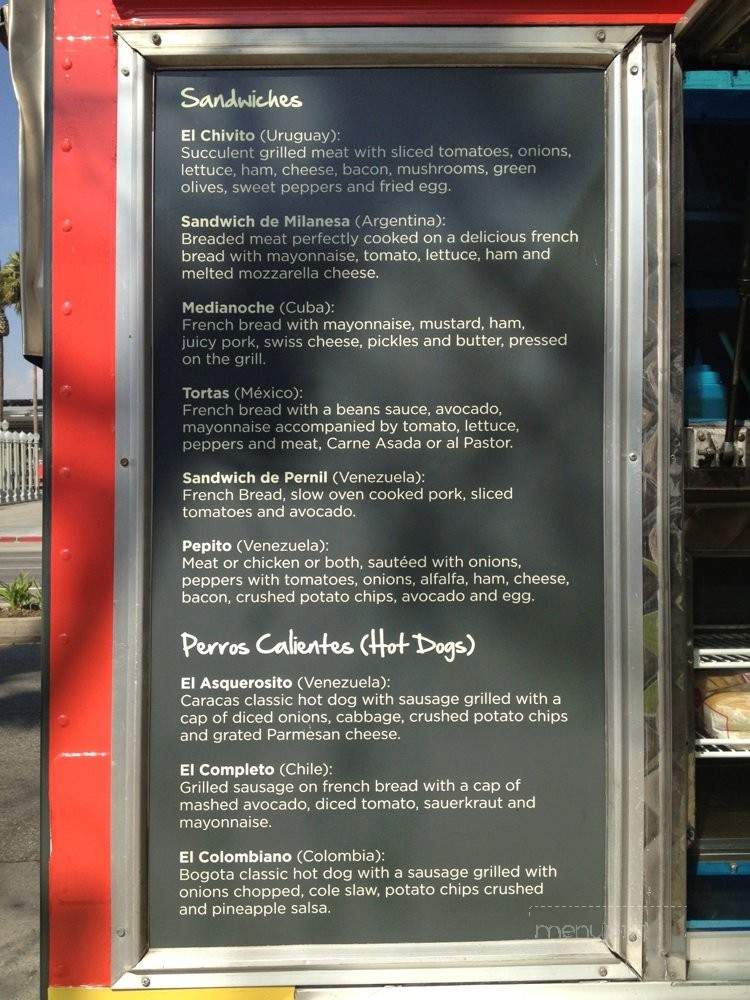 Sandwiches
El Chivito (Uruguay):
Succulent grilled meat with sliced tomatoes, onions,
lettuce, ham, cheese, bacon, mushrooms, green
olives, sweet peppers and fried egg.
Sandwich de Milanesa (Argentina):
Breaded meat perfectly cooked on a delicious french
bread with mayonnaise, tomato, lettuce, ham and
melted mozzarella cheese.
Medianoche (Cuba):
French bread with mayonnaise, mustard, ham,
juicy pork, swiss cheese, pickles and butter, pressed
on the grill.
Tortas (México):
French bread with a beans sauce, avocado,
mayonnaise accompanied by tomato, lettuce,
peppers and meat, Carne Asada or al Pastor.
Sandwich de Pernil (Venezuela):
French Bread, slow oven cooked pork, sliced
tomatoes and avocado.
Pepito (Venezuela):
Meat or chicken or both, sautéed with onions,
peppers with tomatoes, onions, alfalfa, ham, cheese,
bacon, crushed potato chips, avocado and egg.
Perros Calientes (Hot Dogs)
El Asquerosito (Venezuela):
Caracas classic hot dog with sausage grilled with a
cap of diced onions, cabbage, crushed potato chips
and grated Parmesan cheese.
El Completo (Chile):
Grilled sausage on french bread with a cap of
mashed avocado, diced tomato, sauerkraut and
mayonnaise.
El Colombiano (Colombia):
Bogota classic hot dog with a sausage grilled with
onions chopped, cole slaw, potato chips crushed
and pineapple salsa.